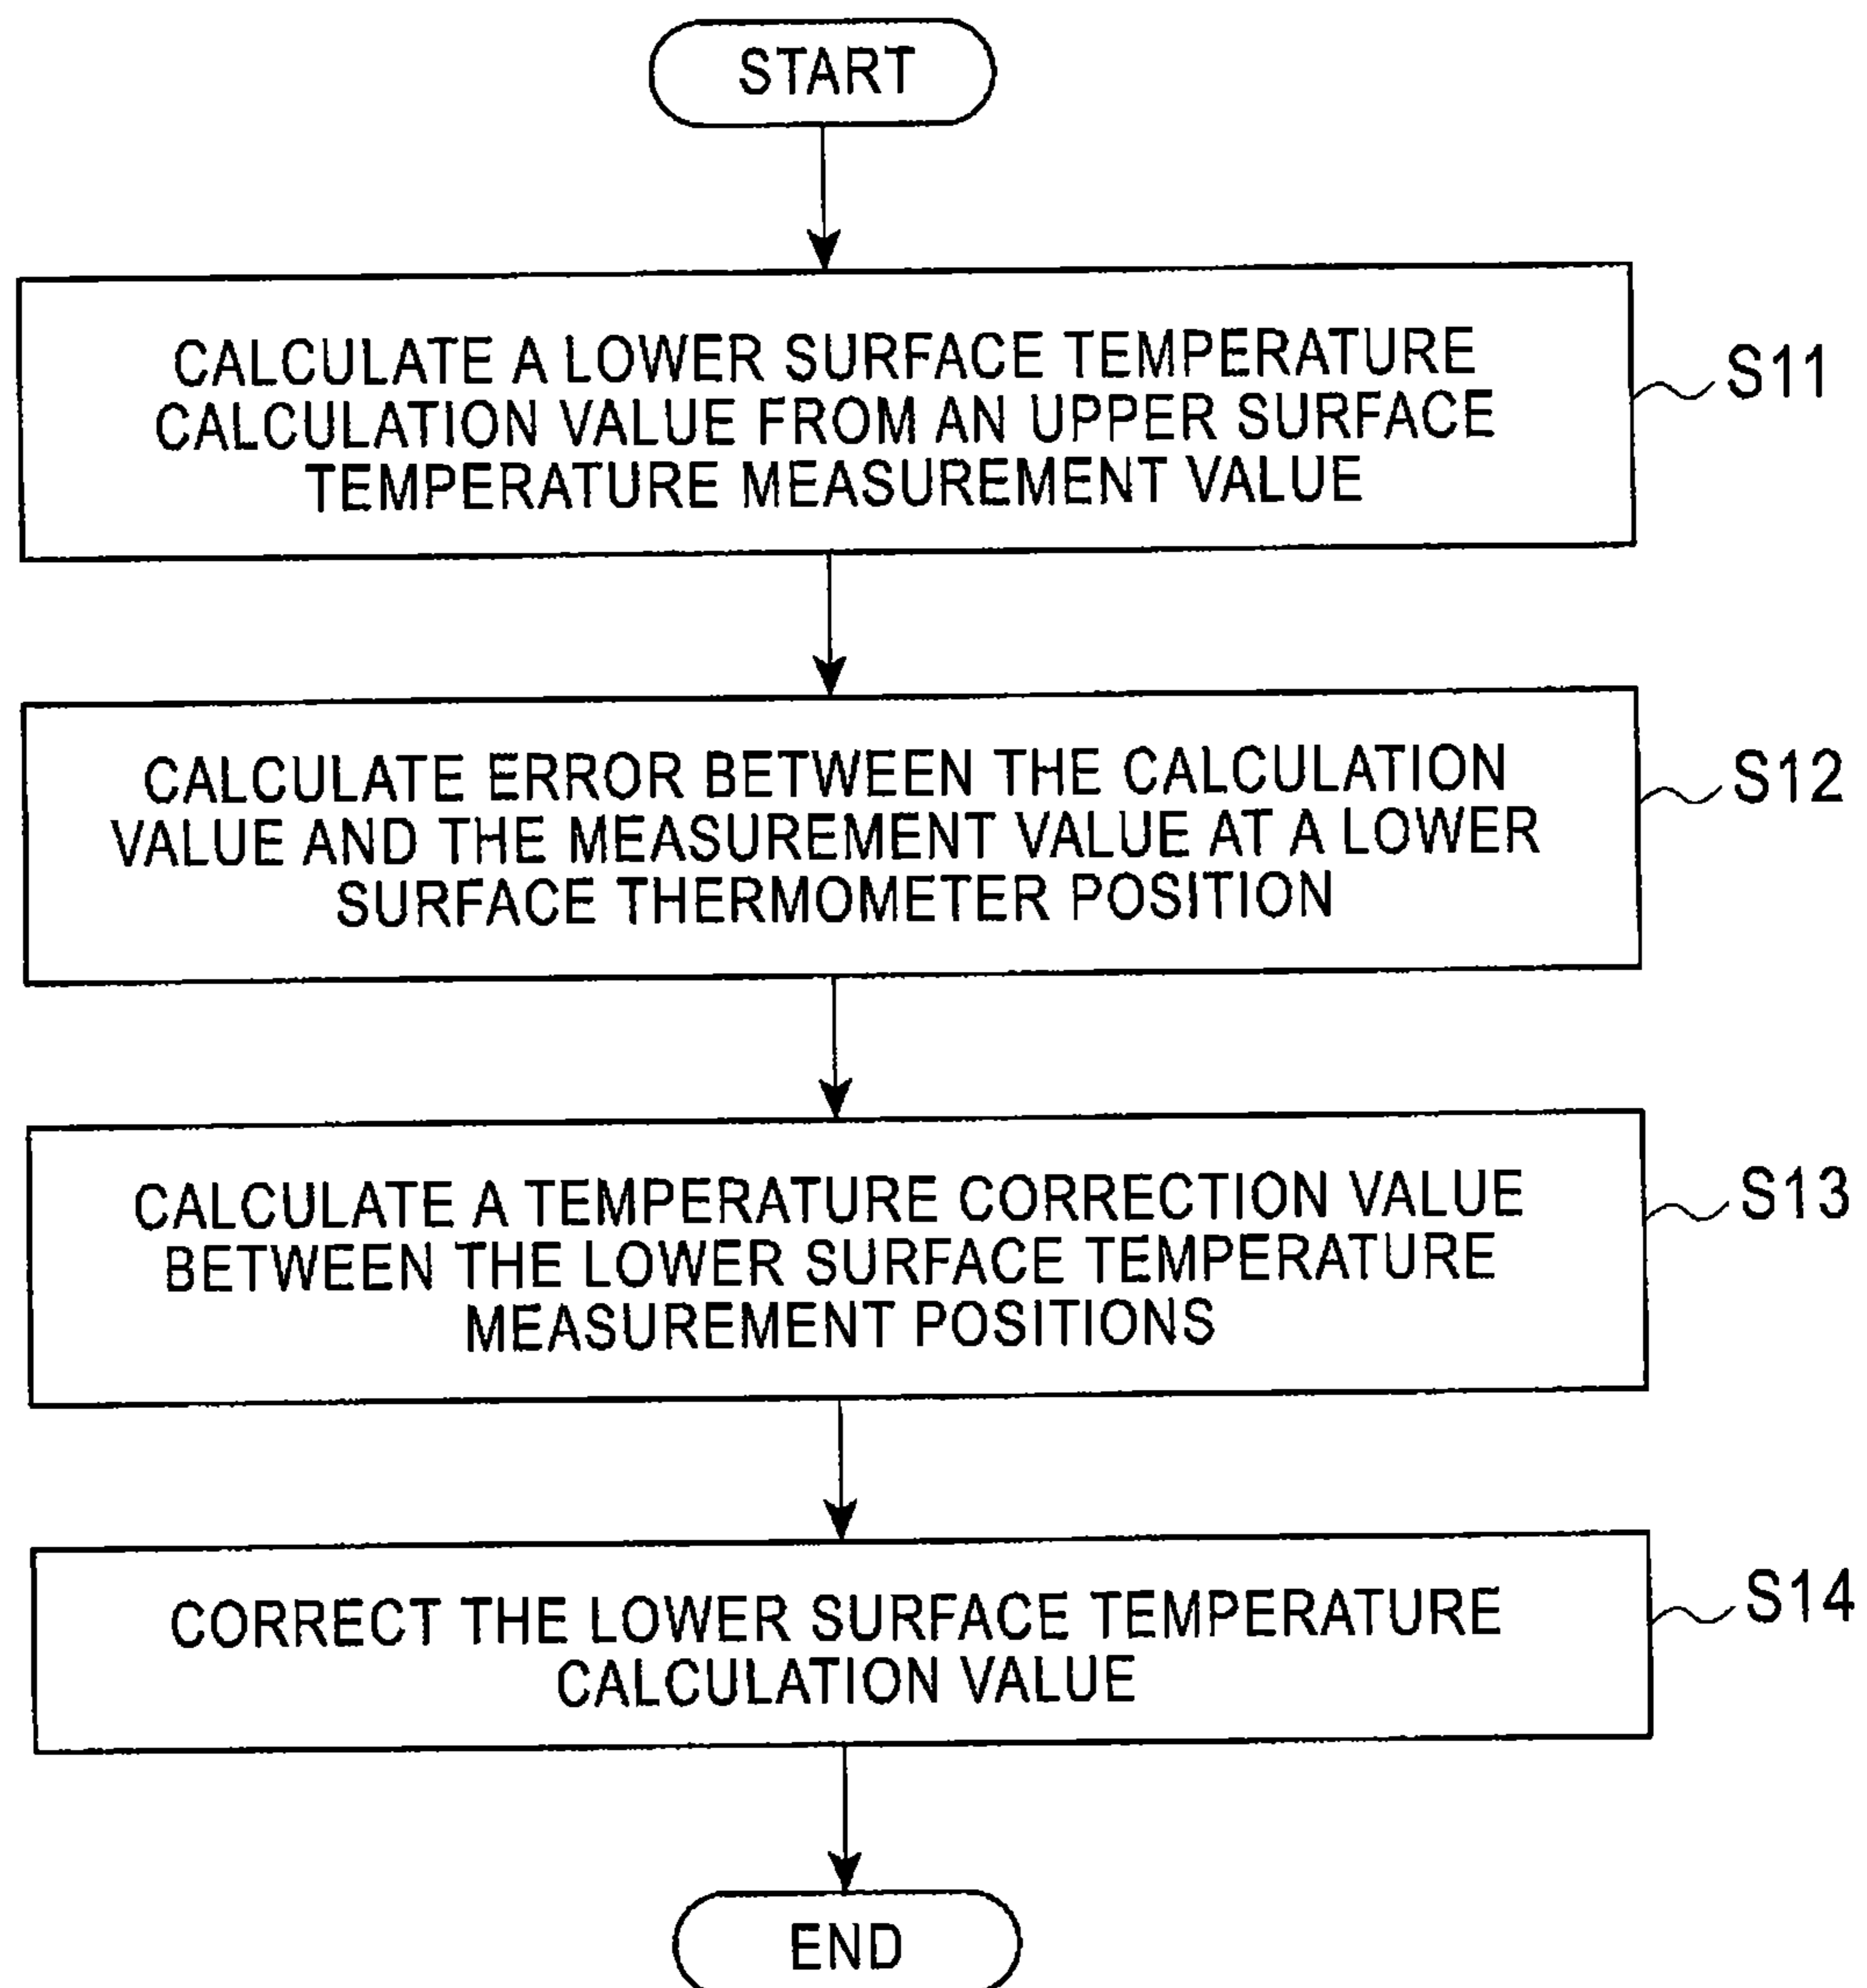 START
CALCULATE A LOWER SURFACE TEMPERATURE
CALCULATION VALUE FROM AN UPPER SURFACE
TEMPERATURE MEASUREMENT VALUE
S11
CALCULATE ERROR BETWEEN THE CALCULATION
VALUE AND THE MEASUREMENT VALUE AT A LOWER
SURFACE THERMOMETER POSITION
S12
CALCULATE A TEMPERATURE CORRECTION VALUE
BETWEEN THE LOWER SURFACE TEMPERATURE
MEASUREMENT POSITIONS
S13
CORRECT THE LOWER SURFACE TEMPERATURE
CALCULATION VALUE
S14
END